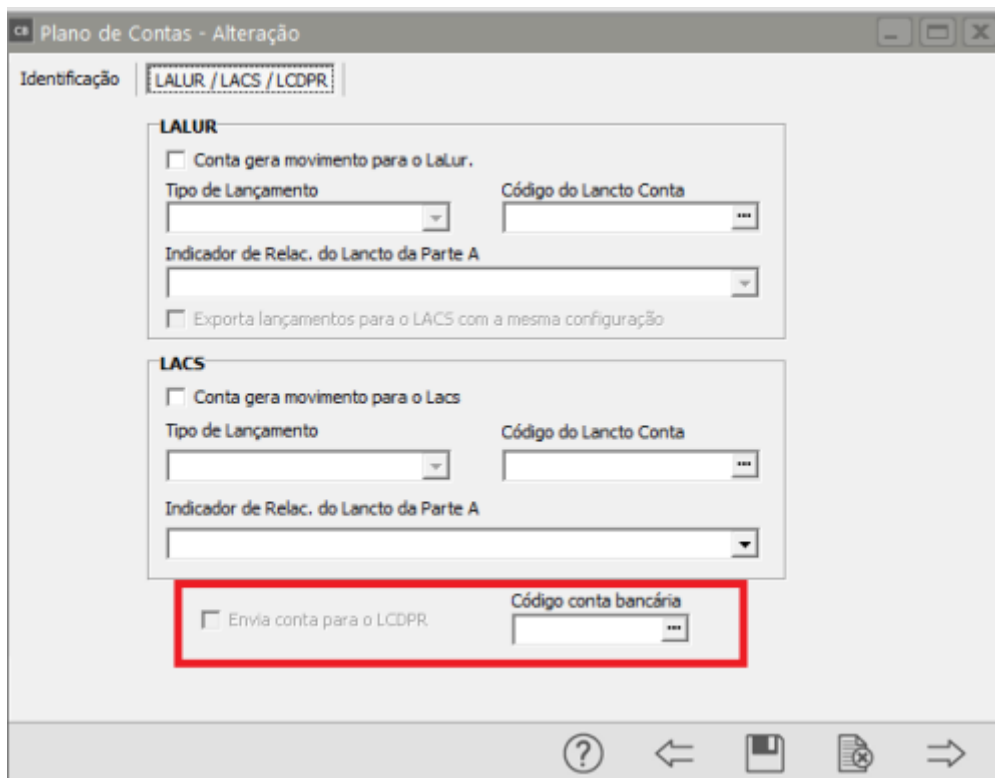 CB Plano de Contas - Alteração
Identificação LALUR / LACS / LCDPR
LALUR
Conta gera movimento para o LaLur.
Tipo de Lançamento Código do Lancto Conta
Indicador de Relac. do Lancto da Parte A
Exporta lançamentos para o LACS com a mesma configuração
LACS
Conta gera movimento para o Lacs
Tipo de Lançamento Código do Lancto Conta
Indicador de Relac. do Lancto da Parte A
Envia conta para o LCDPR Código conta bancária